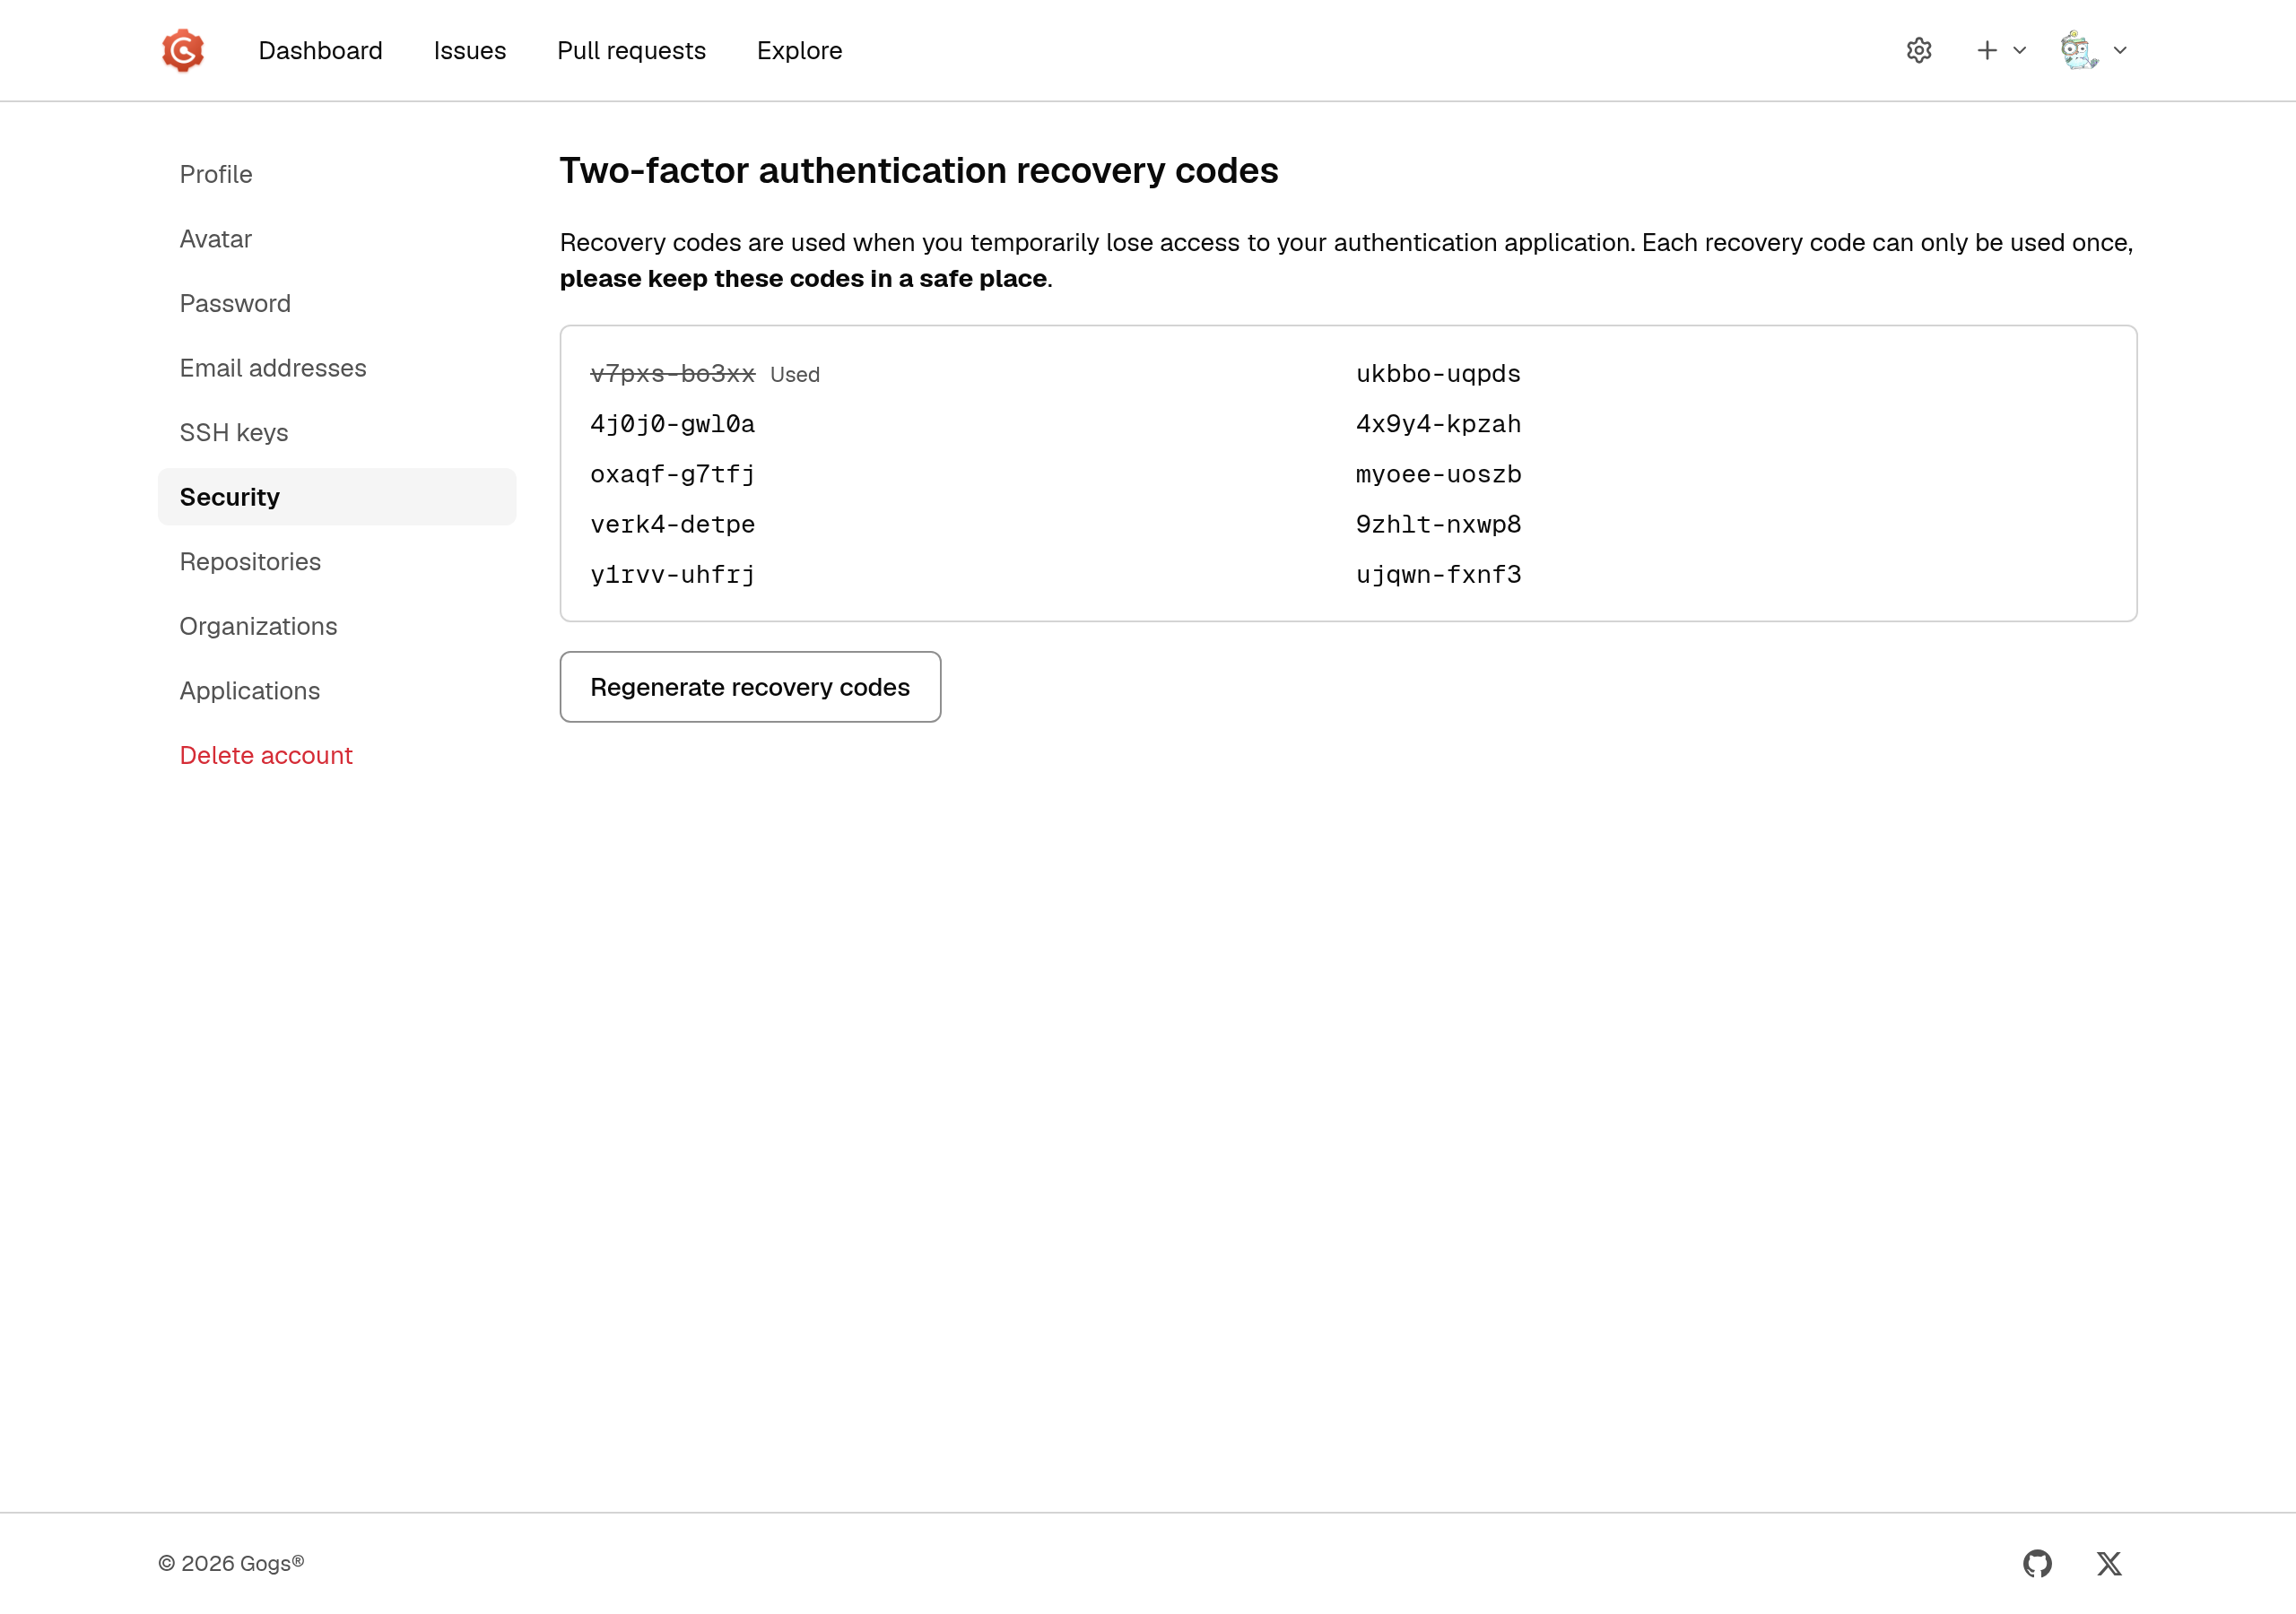 Dashboard Issues Pull requests Explore
Profile
Avatar
Password
Email addresses
SSH keys
Security
Repositories
Organizations
Applications
Delete account
Two-factor authentication recovery codes
Recovery codes are used when you temporarily lose access to your authentication application. Each recovery code can only be used once,
please keep these codes in a safe place.
v7pxs-bo3xx Used ukbbo-uqpds
4j0j0-gwl0a 4x9y4-kpzah
oxaqf-g7tfj myoee-uoszb
verk4-detpe 9zhlt-nxwp8
y1rvv-uhfrj ujqwn-fxnf3
Regenerate recovery codes
© 2026 Gogs®